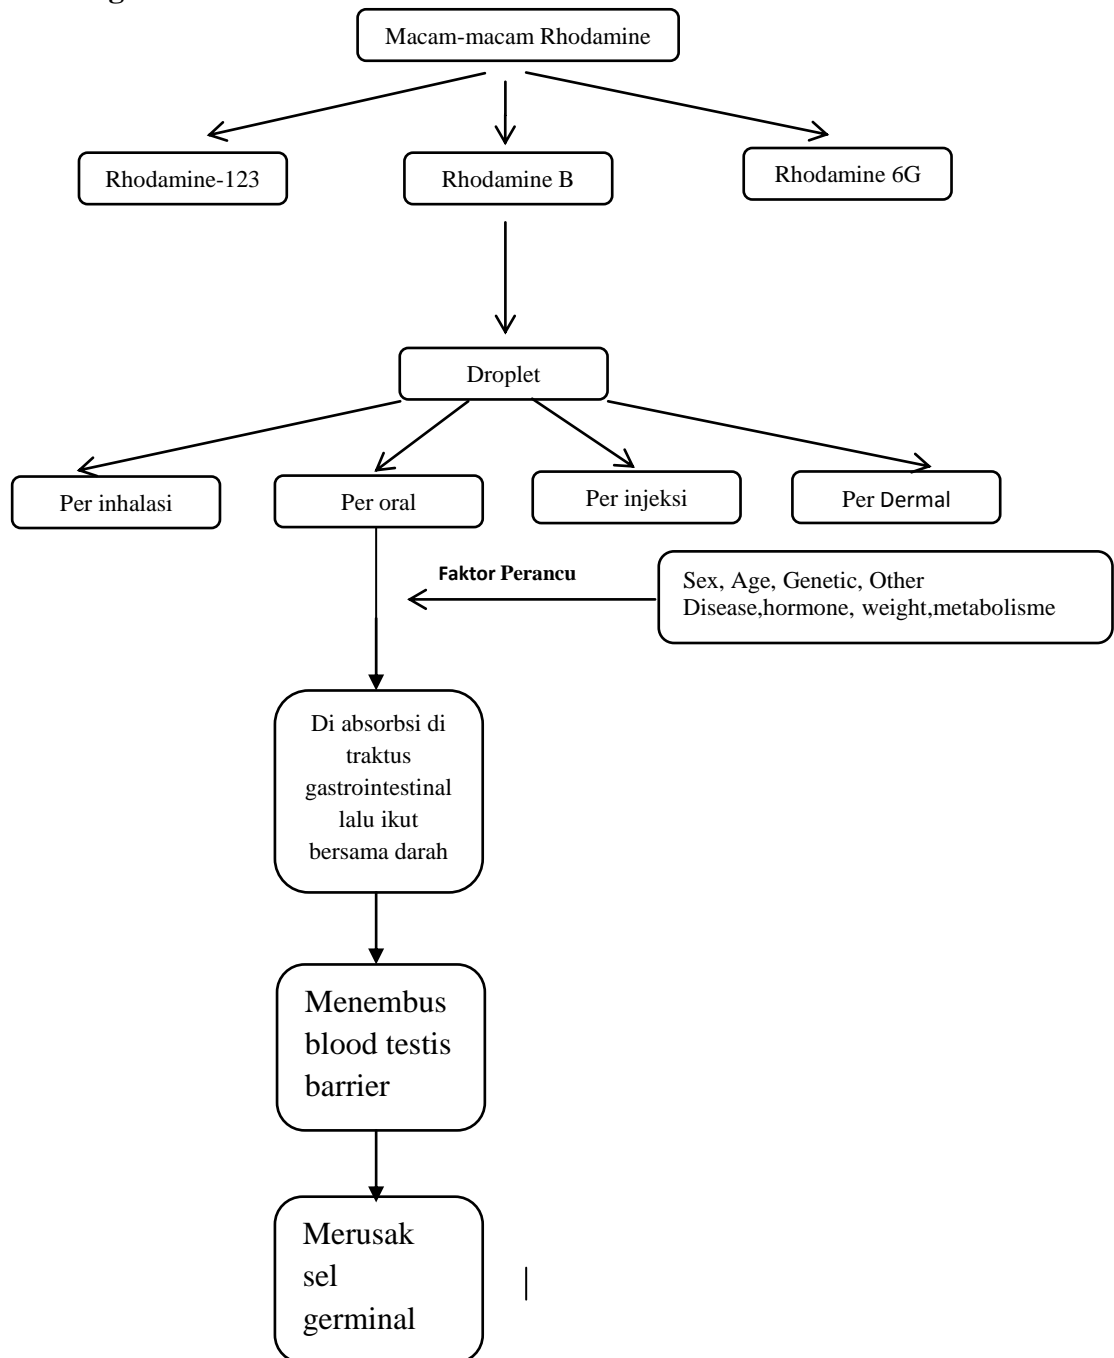 Macam-macam Rhodamine
Rhodamine-123
Rhodamine B
Rhodamine 6G
Droplet
Per inhalasi
Per oral
Per injeksi
Per Dermal
Faktor Perancu
Sex, Age, Genetic, Other
Disease,hormone, weight,metabolisme
Di absorbsi di
traktus
gastrointestinal
lalu ikut
bersama darah
Menembus
blood testis
barrier
Merusak
sel
germinal